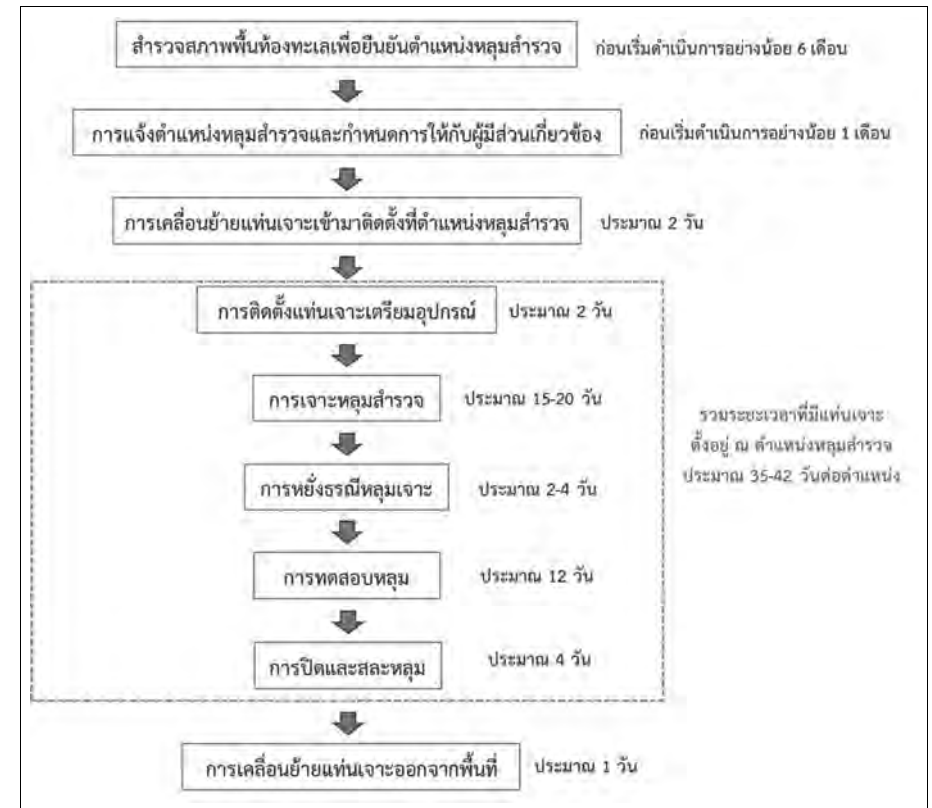 สำรวจสภาพพื้นท้องทะเลเพื่อยืนยันตำแหน่งหลุมสำรวจ ก่อนเริ่มดำเนินการอย่างน้อย 6 เดือน
การแจ้งตำแหน่งหลุมสำรวจและกำหนดการให้กับผู้มีส่วนเกี่ยวข้อง ก่อนเริ่มดำเนินการอย่างน้อย 1 เดือน
การเคลื่อนย้ายแท่นเจาะเข้ามาติดตั้งที่ตำแหน่งหลุมสำรวจ ประมาณ 2 วัน
การติดตั้งแท่นเจาะเตรียมอุปกรณ์ ประมาณ 2 วัน
การเจาะหลุมสำรวจ ประมาณ 15-20 วัน
การหยั่งธรณีหลุมเจาะ ประมาณ 2-4 วัน
การทดสอบหลุม ประมาณ 12 วัน
การปิดและสละหลุม ประมาณ 4 วัน
รวมระยะเวลาที่มีแท่นเจาะ
ตั้งอยู่ ณ ตำแหน่งหลุมสำรวจ
ประมาณ 35-42 วันต่อตำแหน่ง
การเคลื่อนย้ายแท่นเจาะออกจากพื้นที่ ประมาณ 1 วัน